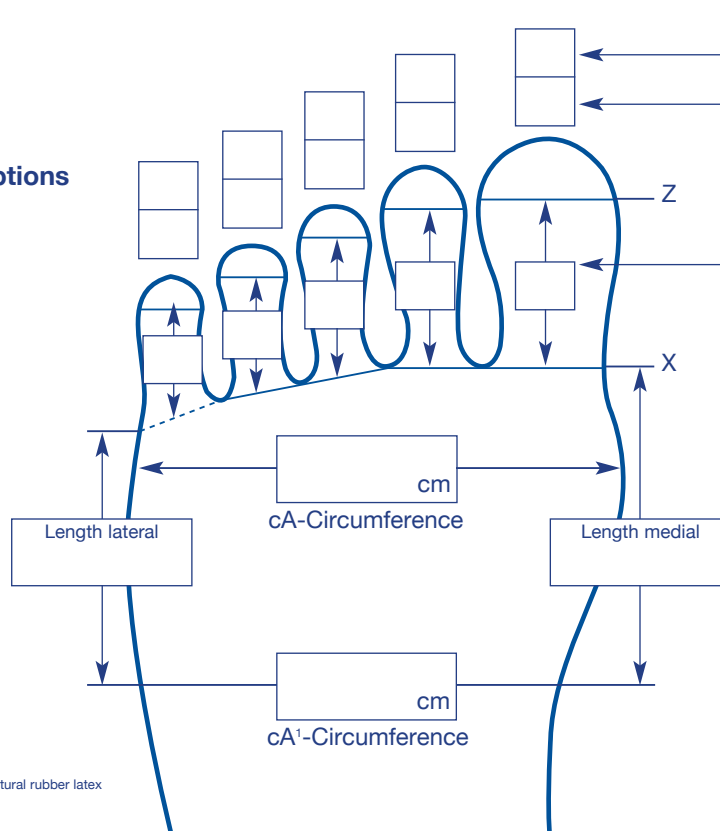 ptions
Z
X
cm
cA-Circumference
Length lateral
Length medial
cm
cA¹-Circumference
tural rubber latex